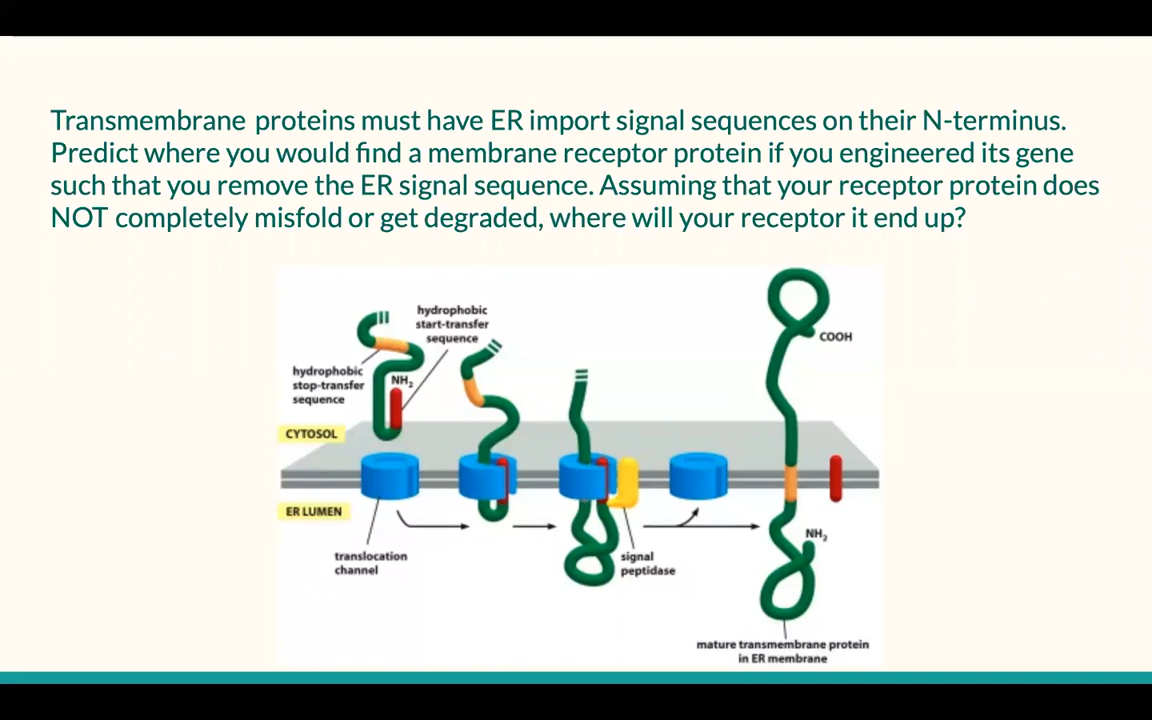 Transmembrane proteins must have ER import signal sequences on their N-terminus.
Predict where you would find a membrane receptor protein if you engineered its gene
such that you remove the ER signal sequence. Assuming that your receptor protein does
NOT completely misfold or get degraded, where will your receptor it end up?
hydrophobic
start-transfer
sequence
COOH
hydrophobic
stop-transfer
sequence
NH2
CYTOSOL
ER LUMEN
translocation
channel
signal
peptidase
NH2
mature transmembrane protein
in ER membrane